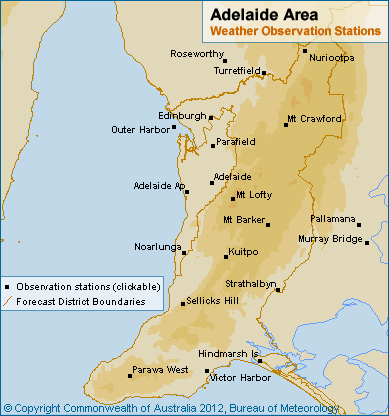 Adelaide Area
Weather Observation Stations
Roseworthy
Nuriootpa
Turretfield
Edinburgh
Mt Crawford
Outer Harbor
Parafield
Adelaide
Adelaide Ap
Mt Lofty
Mt Barker
Pallamana
Murray Bridge
Noarlunga
Kuitpo
Observation stations (clickable)
Forecast District Boundaries
Strathalbyn
Sellicks Hill
Hindmarsh Is
Parawa West
Victor Harbor
© Copyright Commonwealth of Australia 2012, Bureau of Meteorology